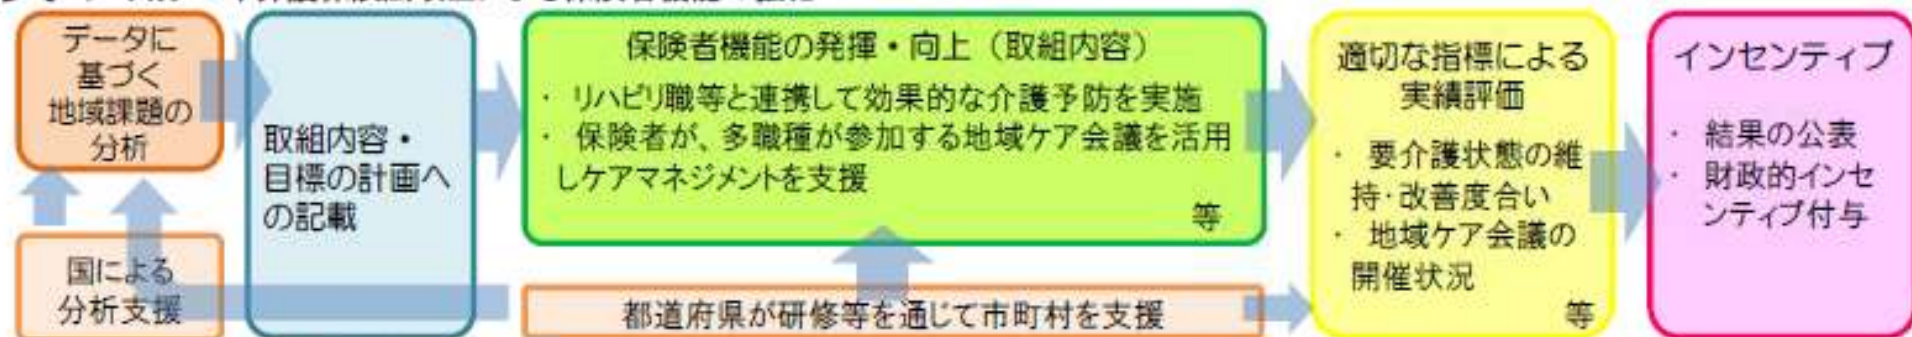 データに
基づく
地域課題の
分析
国による
分析支援
取組内容・
目標の計画へ
の記載
保険者機能の発揮・向上（取組内容）
・ リハビリ職等と連携して効果的な介護予防を実施
・ 保険者が、多職種が参加する地域ケア会議を活用
しケアマネジメントを支援
等
都道府県が研修等を通じて市町村を支援
適切な指標による
実績評価
・ 要介護状態の維
持・改善度合い
・ 地域ケア会議の
開催状況
等
インセンティブ
・ 結果の公表
・ 財政的インセ
ンティブ付与